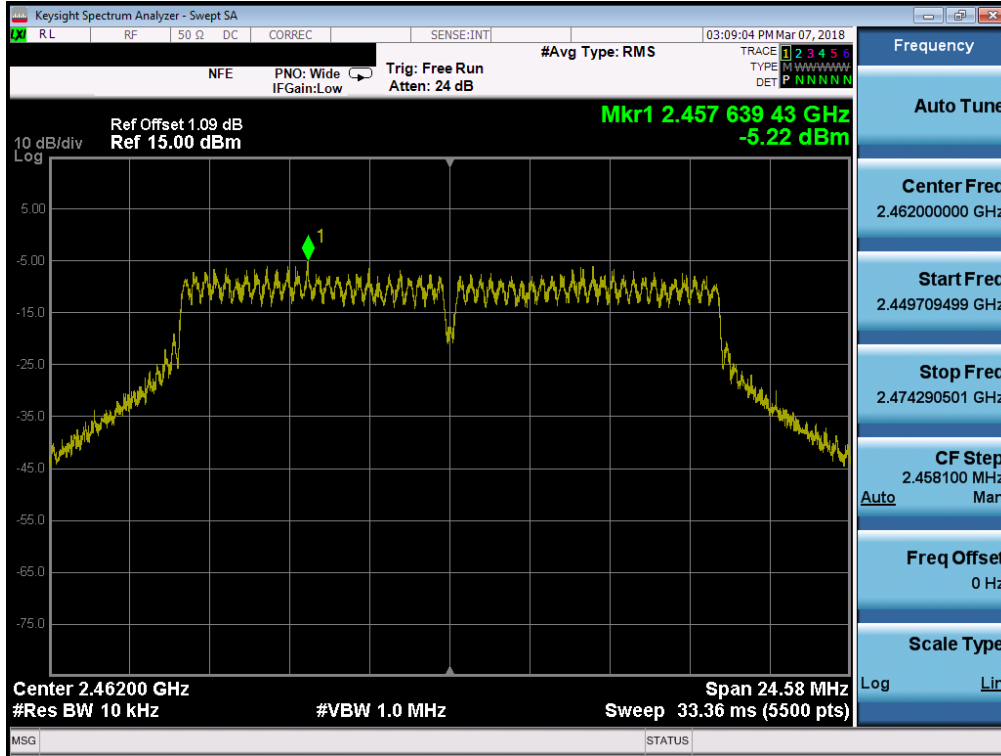 Keysight Spectrum Analyzer - Swept SA
LXI RL RF 50 Ω DC CORREC SENSE:INT 03:09:04 PM Mar 07, 2018
#Avg Type: RMS TRACE 1 2 3 4 5 6
NFE PNO: Wide Trig: Free Run TYPE M WWWWW
IFGain:Low Atten: 24 dB DET P N N N N N
Mkr1 2.457 639 43 GHz
-5.22 dBm
Ref Offset 1.09 dB
10 dB/div Ref 15.00 dBm
Log
1
5.00
-5.00
-15.0
-25.0
-35.0
-45.0
-55.0
-65.0
-75.0
Center 2.46200 GHz Span 24.58 MHz
#Res BW 10 kHz #VBW 1.0 MHz Sweep 33.36 ms (5500 pts)
MSG STATUS
Frequency
Auto Tune
Center Freq
2.462000000 GHz
Start Freq
2.449709499 GHz
Stop Freq
2.474290501 GHz
CF Step
2.458100 MHz
Auto Man
Freq Offset
0 Hz
Scale Type
Log Lin